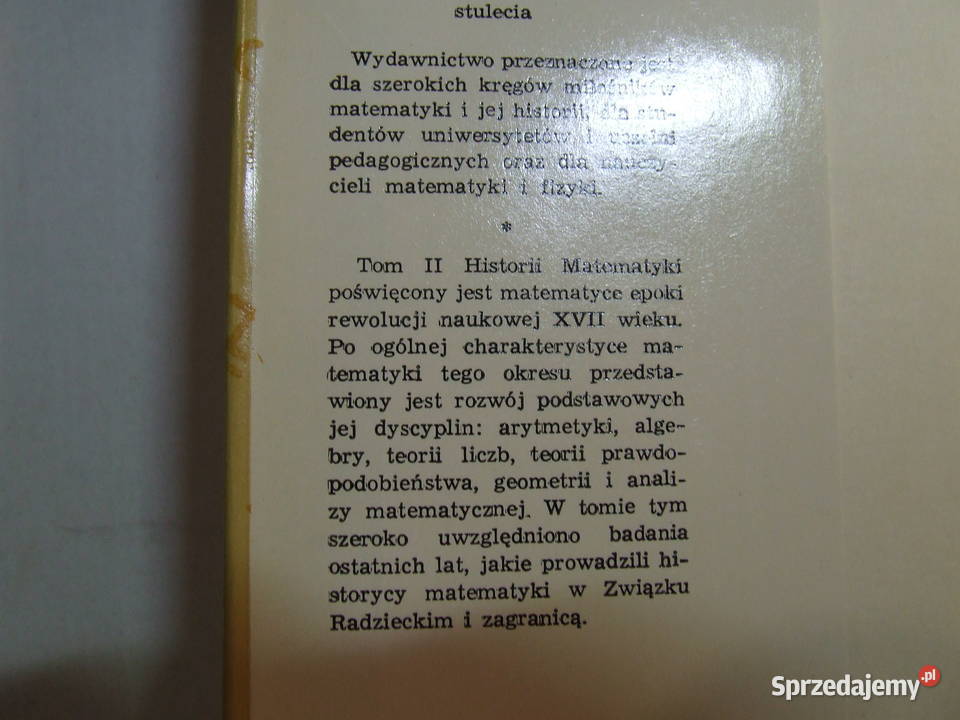 stulecia
Wydawnictwo przeznaczone jest
dla szerokich kręgów miłośników
matematyki i jej historii, dla stu-
dentów uniwersytetów i uczelni
pedagogicznych oraz dla nauczy-
cieli matematyki i fizyki.
*
Tom II Historii Matematyki
poświęcony jest matematyce epoki
rewolucji naukowej XVII wieku.
Po ogólnej charakterystyce ma-
tematyki tego okresu przedsta-
wiony jest rozwój podstawowych
jej dyscyplin: arytmetyki, alge-
bry, teorii liczb, teorii prawdo-
podobieństwa, geometrii i anali-
zy matematycznej. W tomie tym
szeroko uwzględniono badania
ostatnich lat, jakie prowadzili hi-
storycy matematyki w Związku
Radzieckim i zagranicą.
Sprzedajemy.pl